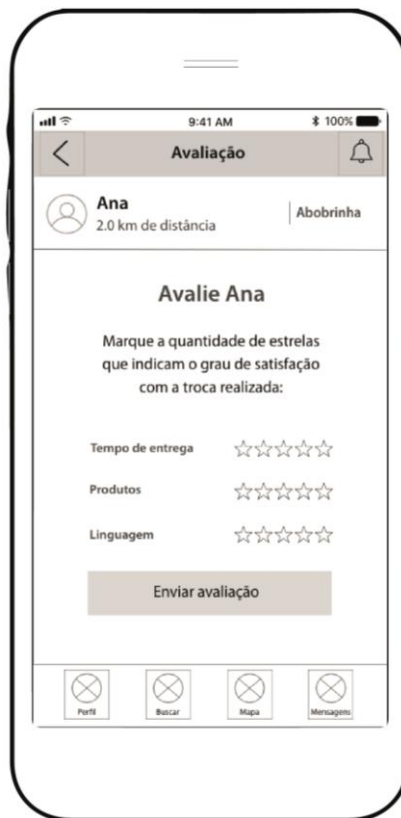 9:41 AM
100%
Avaliação
Ana
2.0 km de distância
Abobrinha
Avalie Ana
Marque a quantidade de estrelas
que indicam o grau de satisfação
com a troca realizada:
Tempo de entrega
Produtos
Linguagem
Enviar avaliação
Perfil
Buscar
Mapa
Mensagens